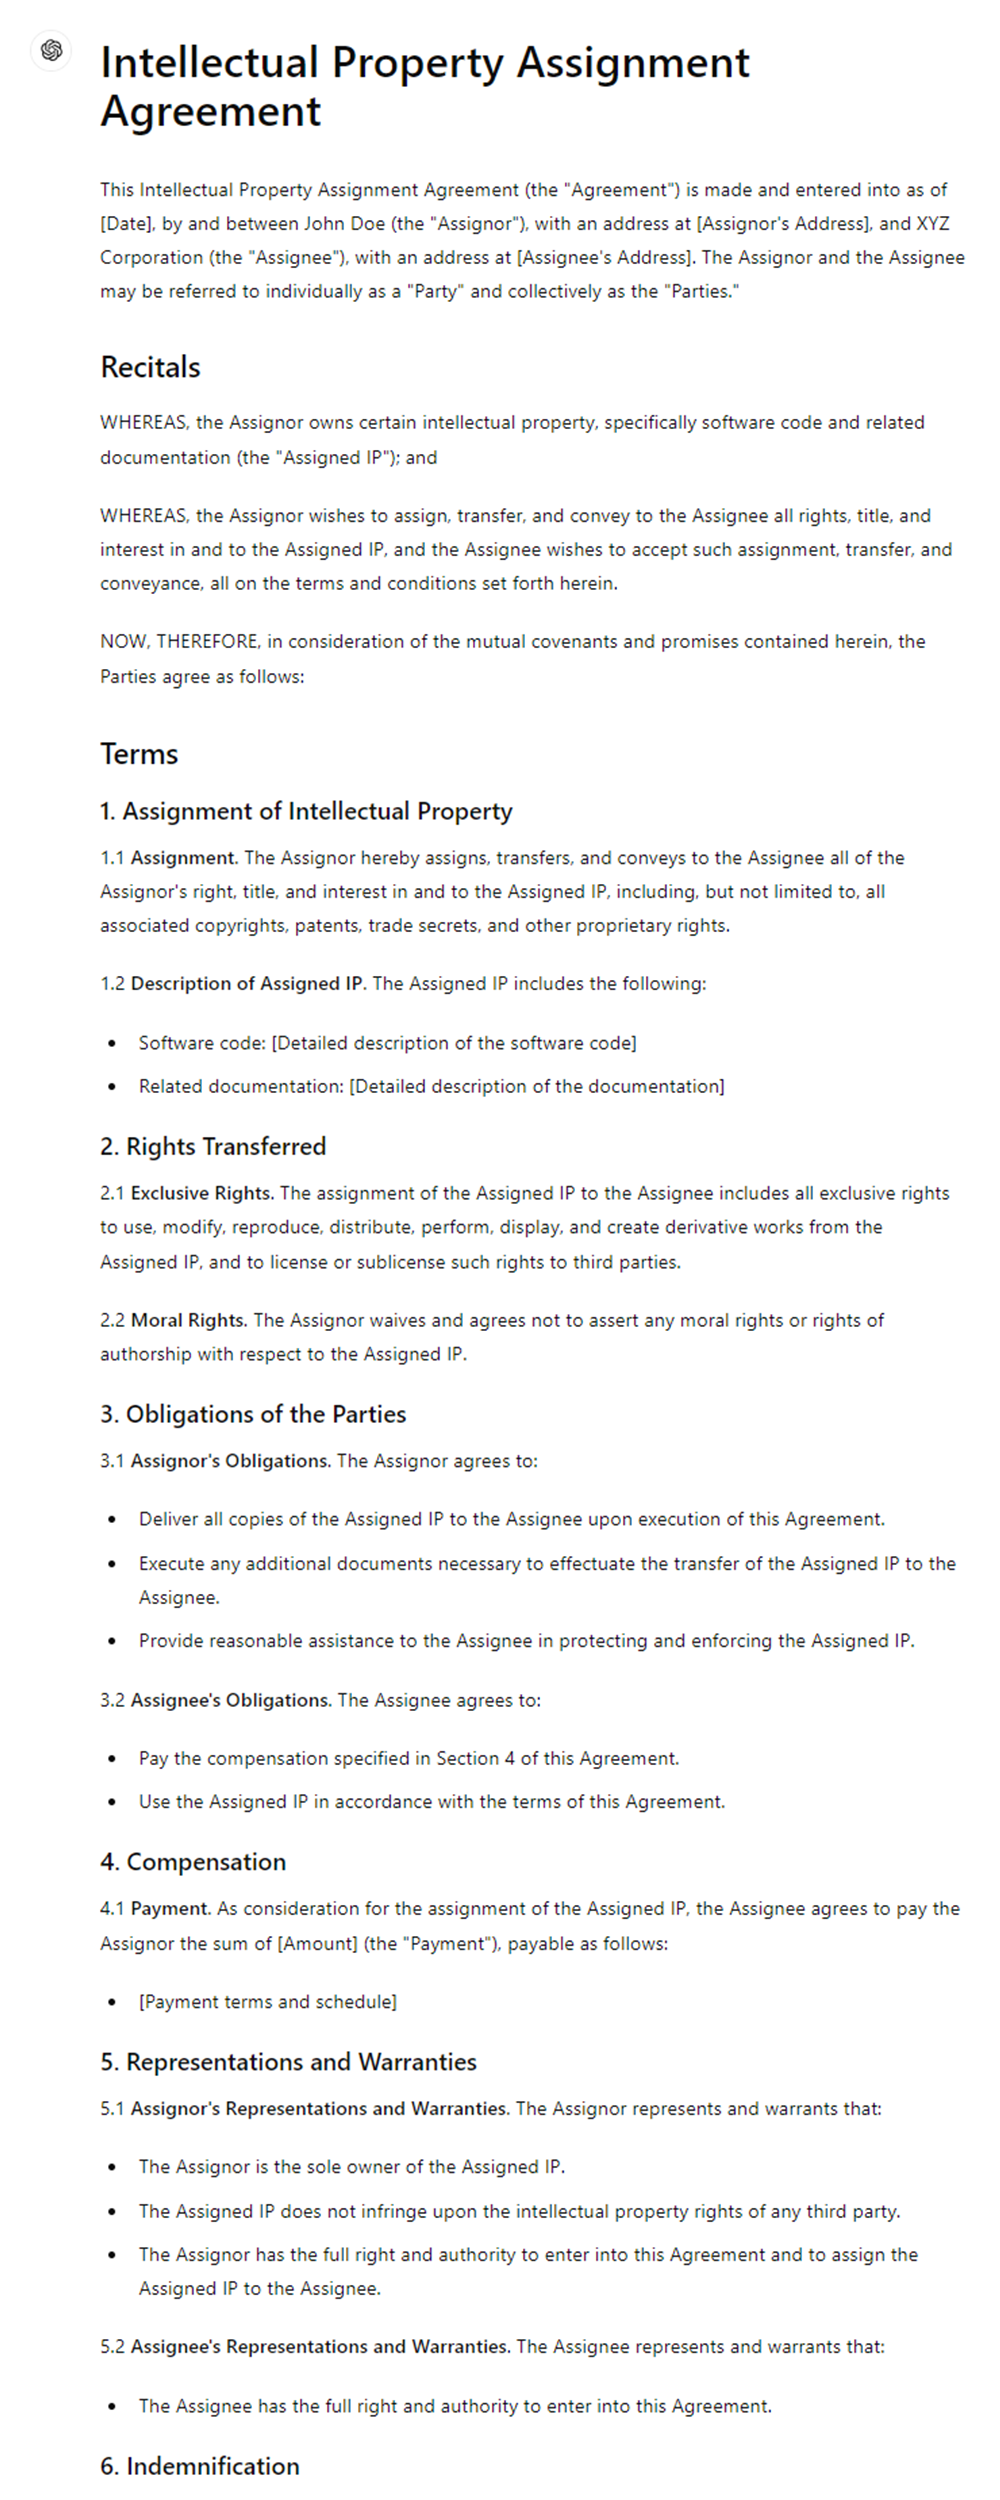 Intellectual Property Assignment
Agreement
This Intellectual Property Assignment Agreement (the "Agreement") is made and entered into as of
[Date], by and between John Doe (the "Assignor"), with an address at [Assignor's Address], and XYZ
Corporation (the "Assignee"), with an address at [Assignee's Address]. The Assignor and the Assignee
may be referred to individually as a "Party" and collectively as the "Parties."
Recitals
WHEREAS, the Assignor owns certain intellectual property, specifically software code and related
documentation (the "Assigned IP"); and
WHEREAS, the Assignor wishes to assign, transfer, and convey to the Assignee all rights, title, and
interest in and to the Assigned IP, and the Assignee wishes to accept such assignment, transfer, and
conveyance, all on the terms and conditions set forth herein.
NOW, THEREFORE, in consideration of the mutual covenants and promises contained herein, the
Parties agree as follows:
Terms
1. Assignment of Intellectual Property
1.1 Assignment. The Assignor hereby assigns, transfers, and conveys to the Assignee all of the
Assignor's right, title, and interest in and to the Assigned IP, including, but not limited to, all
associated copyrights, patents, trade secrets, and other proprietary rights.
1.2 Description of Assigned IP. The Assigned IP includes the following:
• Software code: [Detailed description of the software code]
• Related documentation: [Detailed description of the documentation]
2. Rights Transferred
2.1 Exclusive Rights. The assignment of the Assigned IP to the Assignee includes all exclusive rights
to use, modify, reproduce, distribute, perform, display, and create derivative works from the
Assigned IP, and to license or sublicense such rights to third parties.
2.2 Moral Rights. The Assignor waives and agrees not to assert any moral rights or rights of
authorship with respect to the Assigned IP.
3. Obligations of the Parties
3.1 Assignor's Obligations. The Assignor agrees to:
• Deliver all copies of the Assigned IP to the Assignee upon execution of this Agreement.
• Execute any additional documents necessary to effectuate the transfer of the Assigned IP to the
Assignee.
• Provide reasonable assistance to the Assignee in protecting and enforcing the Assigned IP.
3.2 Assignee's Obligations. The Assignee agrees to:
• Pay the compensation specified in Section 4 of this Agreement.
• Use the Assigned IP in accordance with the terms of this Agreement.
4. Compensation
4.1 Payment. As consideration for the assignment of the Assigned IP, the Assignee agrees to pay the
Assignor the sum of [Amount] (the "Payment"), payable as follows:
• [Payment terms and schedule]
5. Representations and Warranties
5.1 Assignor's Representations and Warranties. The Assignor represents and warrants that:
• The Assignor is the sole owner of the Assigned IP.
• The Assigned IP does not infringe upon the intellectual property rights of any third party.
• The Assignor has the full right and authority to enter into this Agreement and to assign the
Assigned IP to the Assignee.
5.2 Assignee's Representations and Warranties. The Assignee represents and warrants that:
• The Assignee has the full right and authority to enter into this Agreement.
6. Indemnification